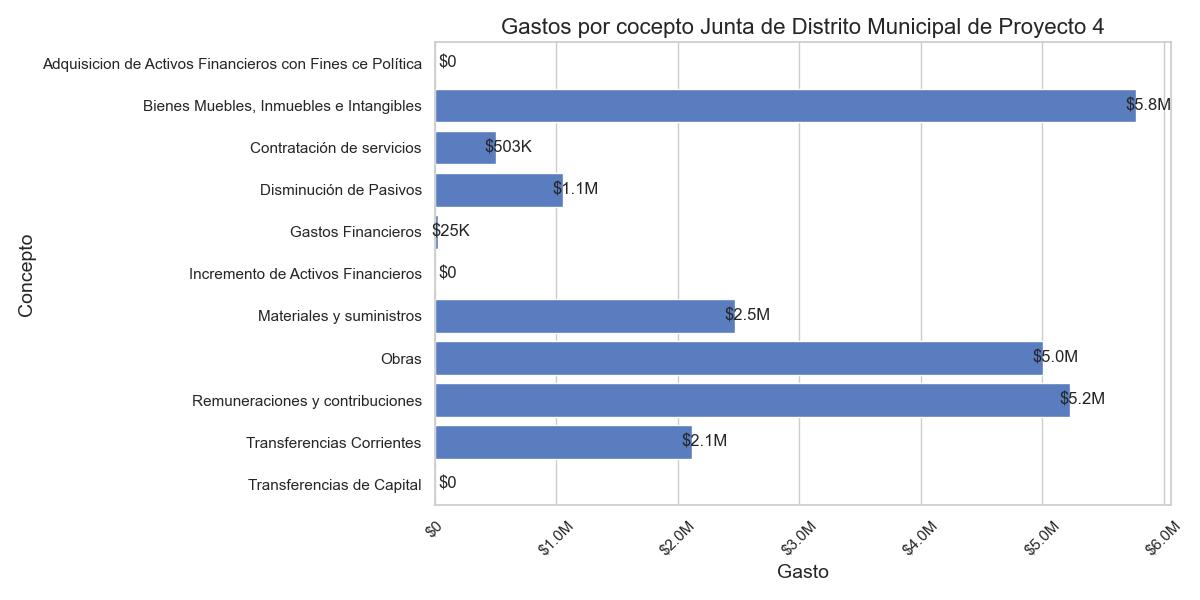 Gastos por cocepto Junta de Distrito Municipal de Proyecto 4
Concepto
Adquisicion de Activos Financieros con Fines ce Política $0
Bienes Muebles, Inmuebles e Intangibles $5.8M
Contratación de servicios $503K
Disminución de Pasivos $1.1M
Gastos Financieros $25K
Incremento de Activos Financieros $0
Materiales y suministros $2.5M
Obras $5.0M
Remuneraciones y contribuciones $5.2M
Transferencias Corrientes $2.1M
Transferencias de Capital $0
$0 $1.0M $2.0M $3.0M $4.0M $5.0M $6.0M
Gasto